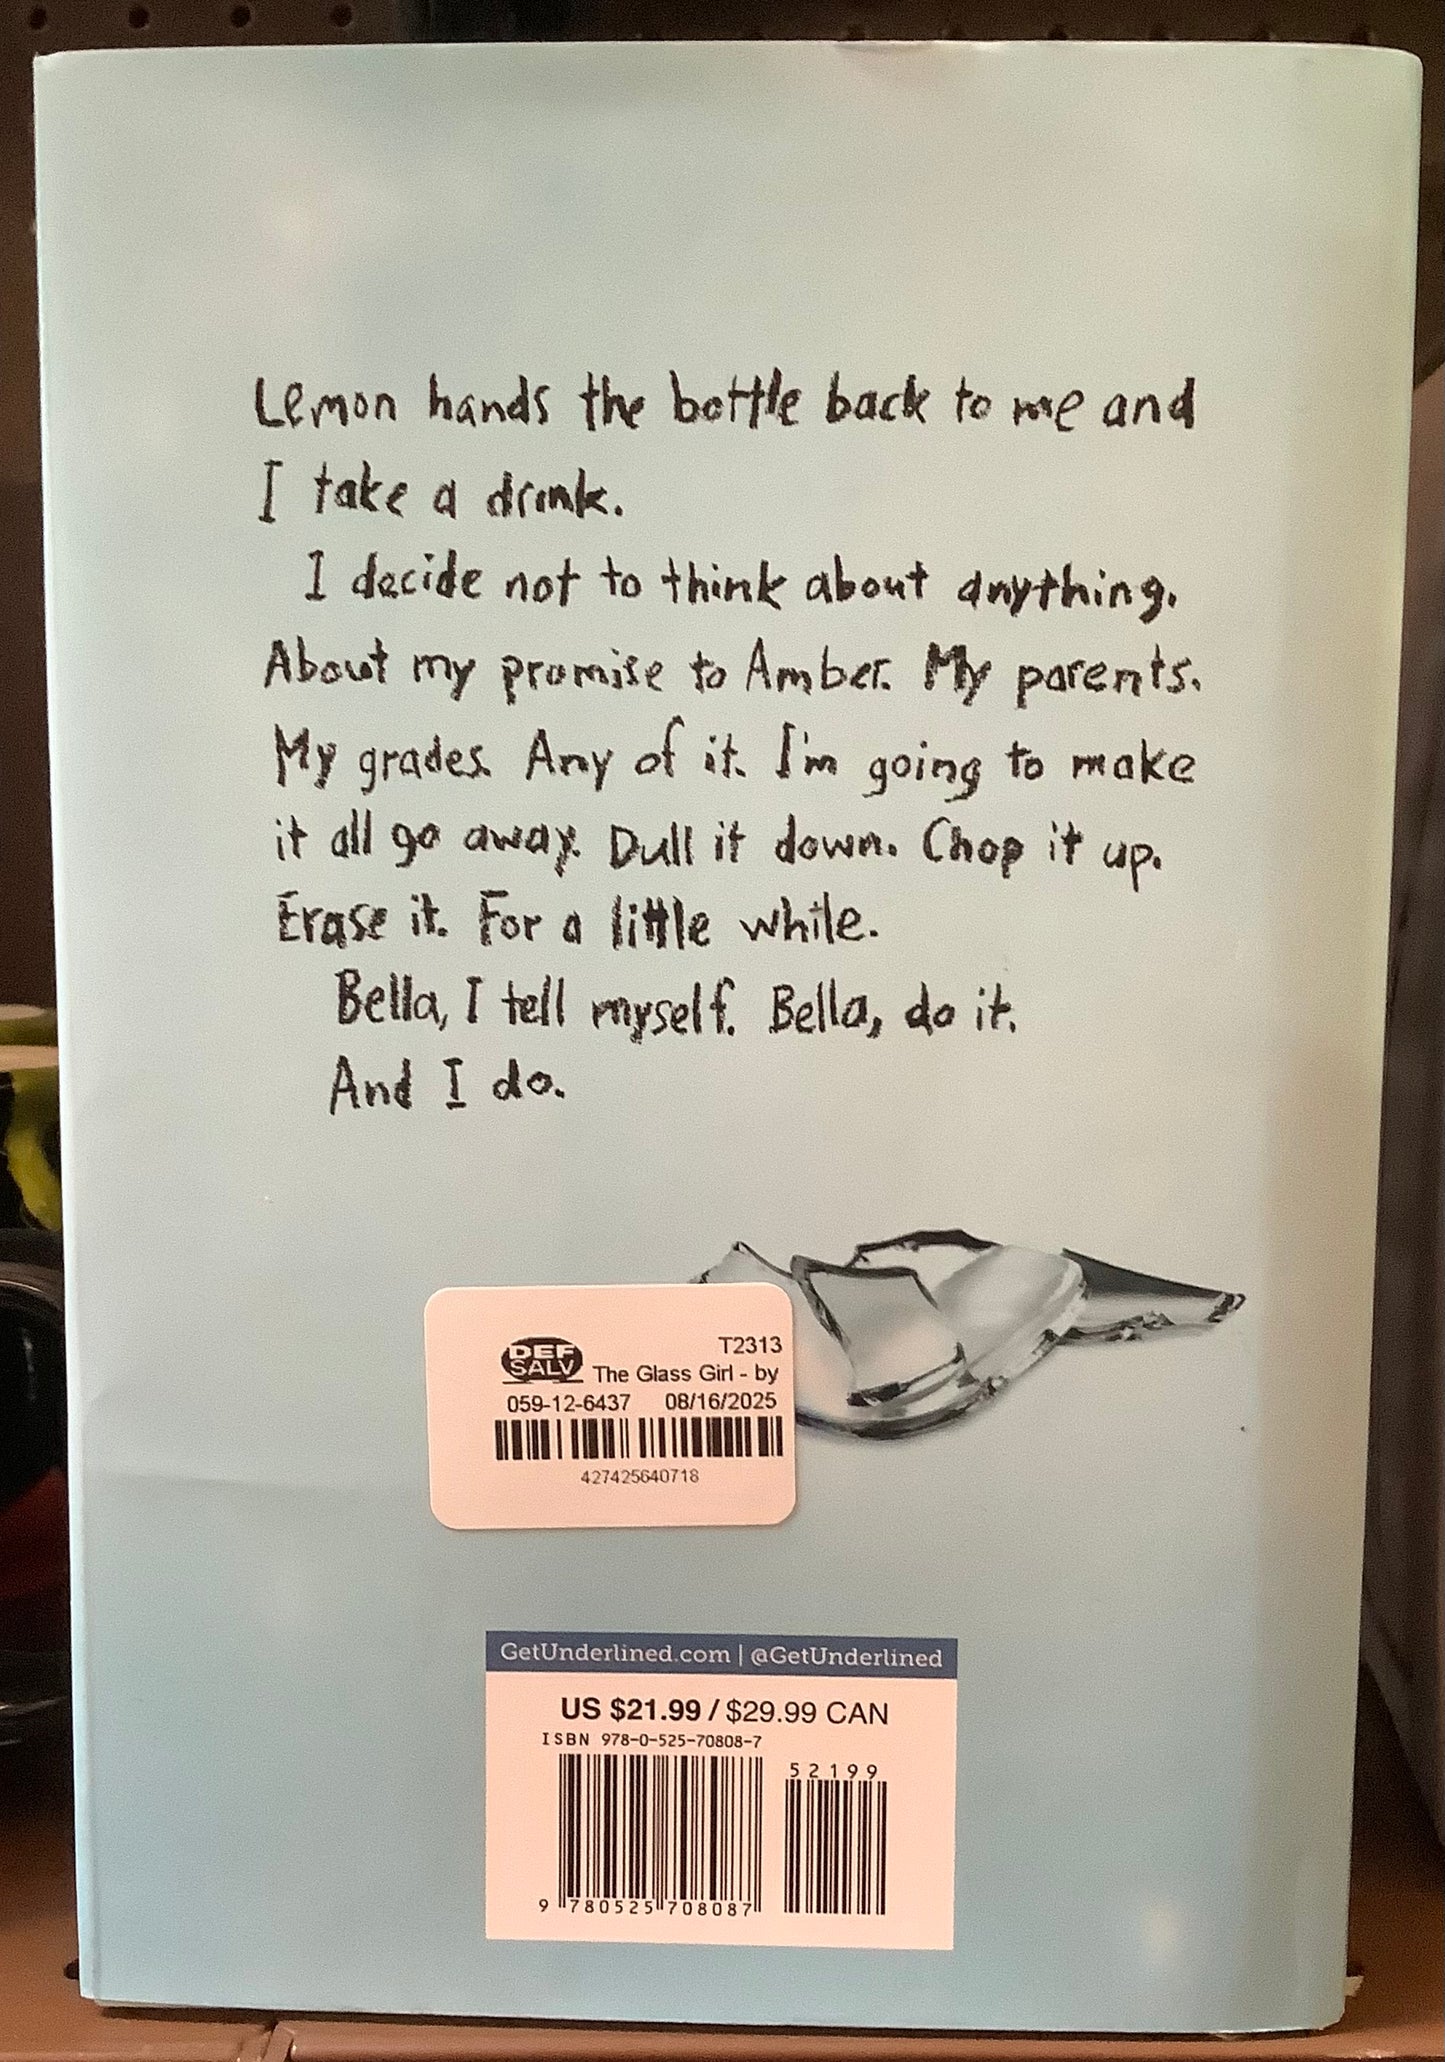 Lemon hands the bottle back to me and
I take a drink.
I decide not to think about anything.
About my promise to Amber. My parents.
My grades. Any of it. I'm going to make
it all go away. Dull it down. Chop it up.
Erase it. For a little while.
Bella, I tell myself. Bella, do it.
And I do.
DEF
SALV
T2313
The Glass Girl - by
059-12-6437 08/16/2025
427425640718
GetUnderlined.com | @GetUnderlined
US $21.99 / $29.99 CAN
ISBN 978-0-525-70808-7
52199
9 780525 708087